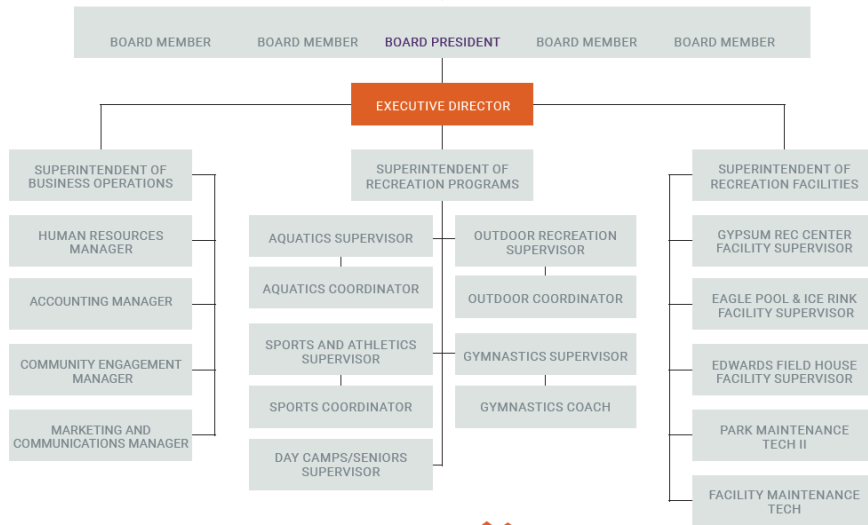 BOARD MEMBER BOARD MEMBER BOARD PRESIDENT BOARD MEMBER BOARD MEMBER
EXECUTIVE DIRECTOR
SUPERINTENDENT OF
BUSINESS OPERATIONS
HUMAN RESOURCES
MANAGER
ACCOUNTING MANAGER
COMMUNITY ENGAGEMENT
MANAGER
MARKETING AND
COMMUNICATIONS MANAGER
SUPERINTENDENT OF
RECREATION PROGRAMS
AQUATICS SUPERVISOR
AQUATICS COORDINATOR
SPORTS AND ATHLETICS
SUPERVISOR
SPORTS COORDINATOR
DAY CAMPS/SENIORS
SUPERVISOR
OUTDOOR RECREATION
SUPERVISOR
OUTDOOR COORDINATOR
GYMNASTICS SUPERVISOR
GYMNASTICS COACH
SUPERINTENDENT OF
RECREATION FACILITIES
GYPSUM REC CENTER
FACILITY SUPERVISOR
EAGLE POOL & ICE RINK
FACILITY SUPERVISOR
EDWARDS FIELD HOUSE
FACILITY SUPERVISOR
PARK MAINTENANCE
TECH II
FACILITY MAINTENANCE
TECH